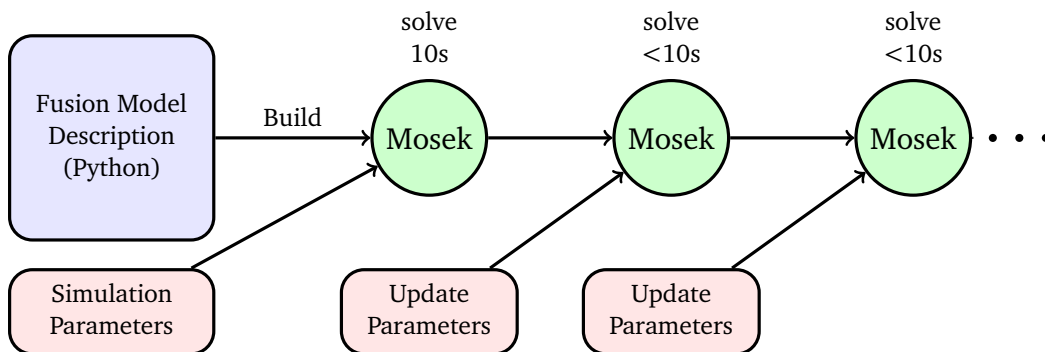 solve
10s
solve
<10s
solve
<10s
Fusion Model
Description
(Python)
Build
Mosek
Mosek
Mosek
Simulation
Parameters
Update
Parameters
Update
Parameters